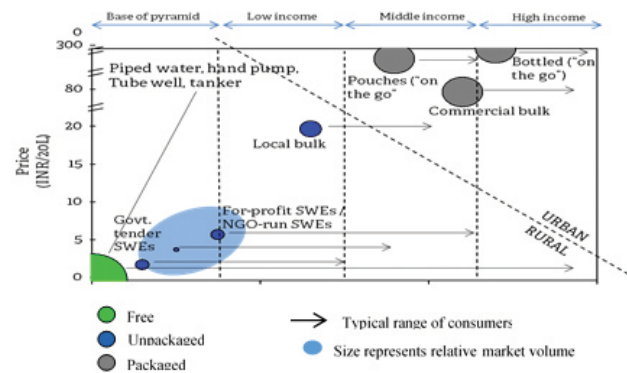 Base of pyramid
Low income
Middle income
High income
0
300
80
20
15
10
5
0
Price
(INR/20L)
Piped water, hand pump,
Tube well, tanker
Pouches ("on
the go"
Bottled ("on
the go")
Commercial bulk
Local bulk
Govt.
tender
SWEs
For-profit SWEs /
NGO-run SWEs
URBAN
RURAL
Free
Unpackaged
Packaged
Typical range of consumers
Size represents relative market volume